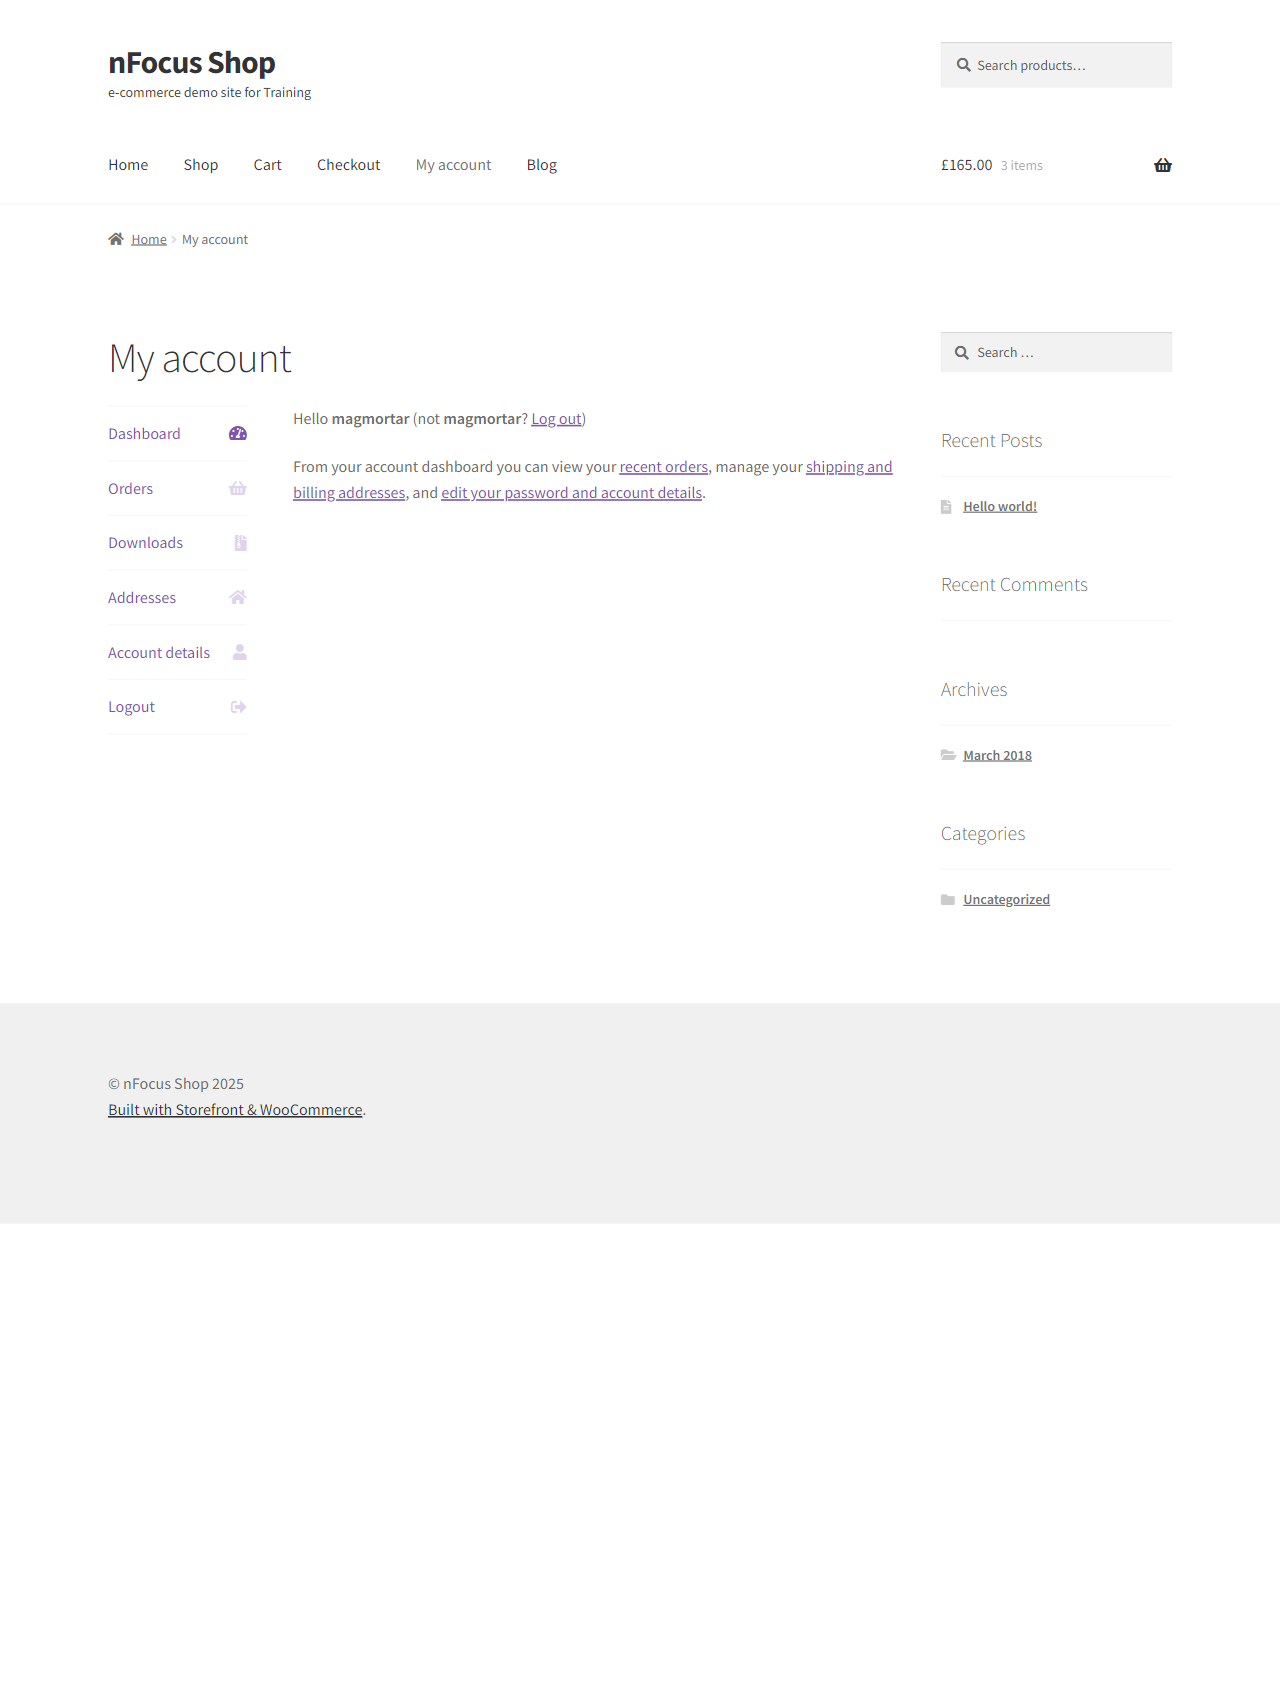 nFocus Shop
e-commerce demo site for Training
Search products…
Home Shop Cart Checkout My account Blog
£165.00 3 items
Home My account
My account
Dashboard
Orders
Downloads
Addresses
Account details
Logout
Hello magmortar (not magmortar? Log out)
From your account dashboard you can view your recent orders, manage your shipping and
billing addresses, and edit your password and account details.
Search …
Recent Posts
Hello world!
Recent Comments
Archives
March 2018
Categories
Uncategorized
© nFocus Shop 2025
Built with Storefront & WooCommerce.